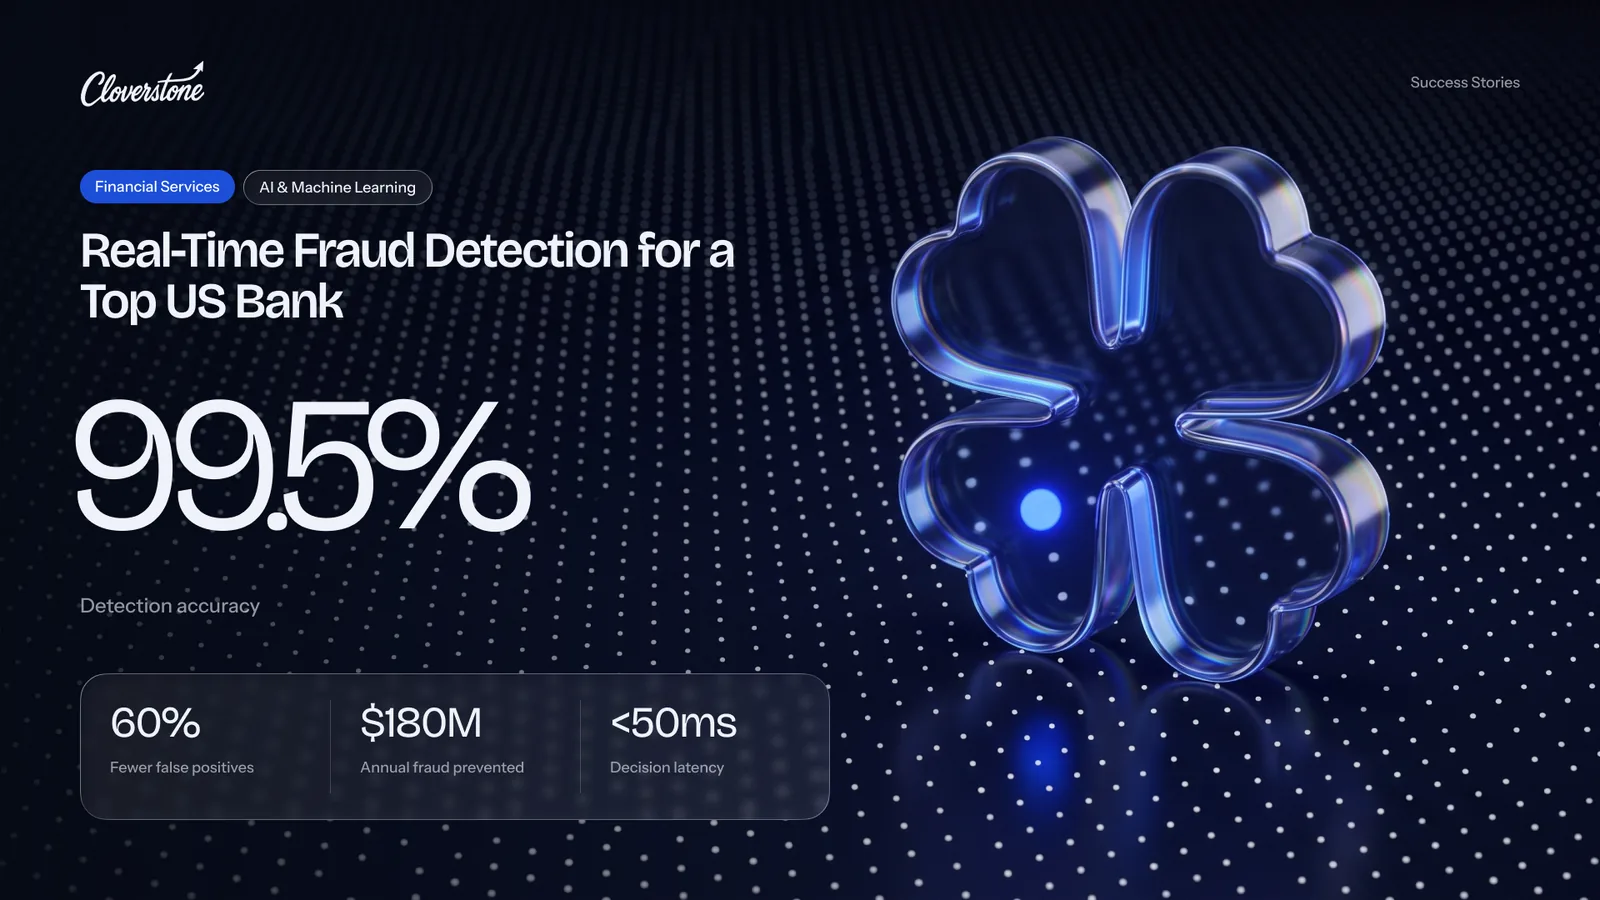 Cloverstone
Success Stories
Financial Services
AI & Machine Learning
Real-Time Fraud Detection for a
Top US Bank
99.5%
Detection accuracy
60%
Fewer false positives
$180M
Annual fraud prevented
<50ms
Decision latency